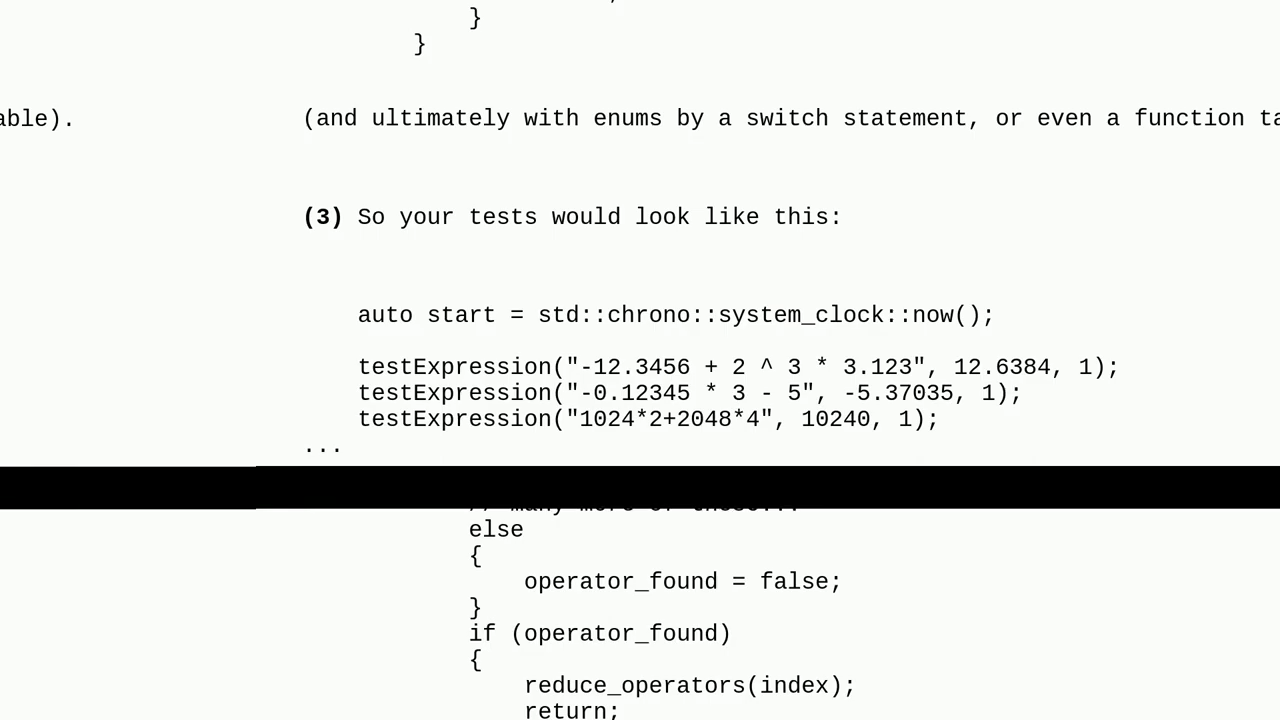 }
}
(and ultimately with enums by a switch statement, or even a function ta
able).
(3) So your tests would look like this:
auto start = std::chrono::system_clock::now();
testExpression("-12.3456 + 2 ^ 3 * 3.123", 12.6384, 1);
testExpression("-0.12345 * 3 - 5", -5.37035, 1);
testExpression("1024*2+2048*4", 10240, 1);
...
else
{
operator_found = false;
}
if (operator_found)
{
reduce_operators(index);
return;